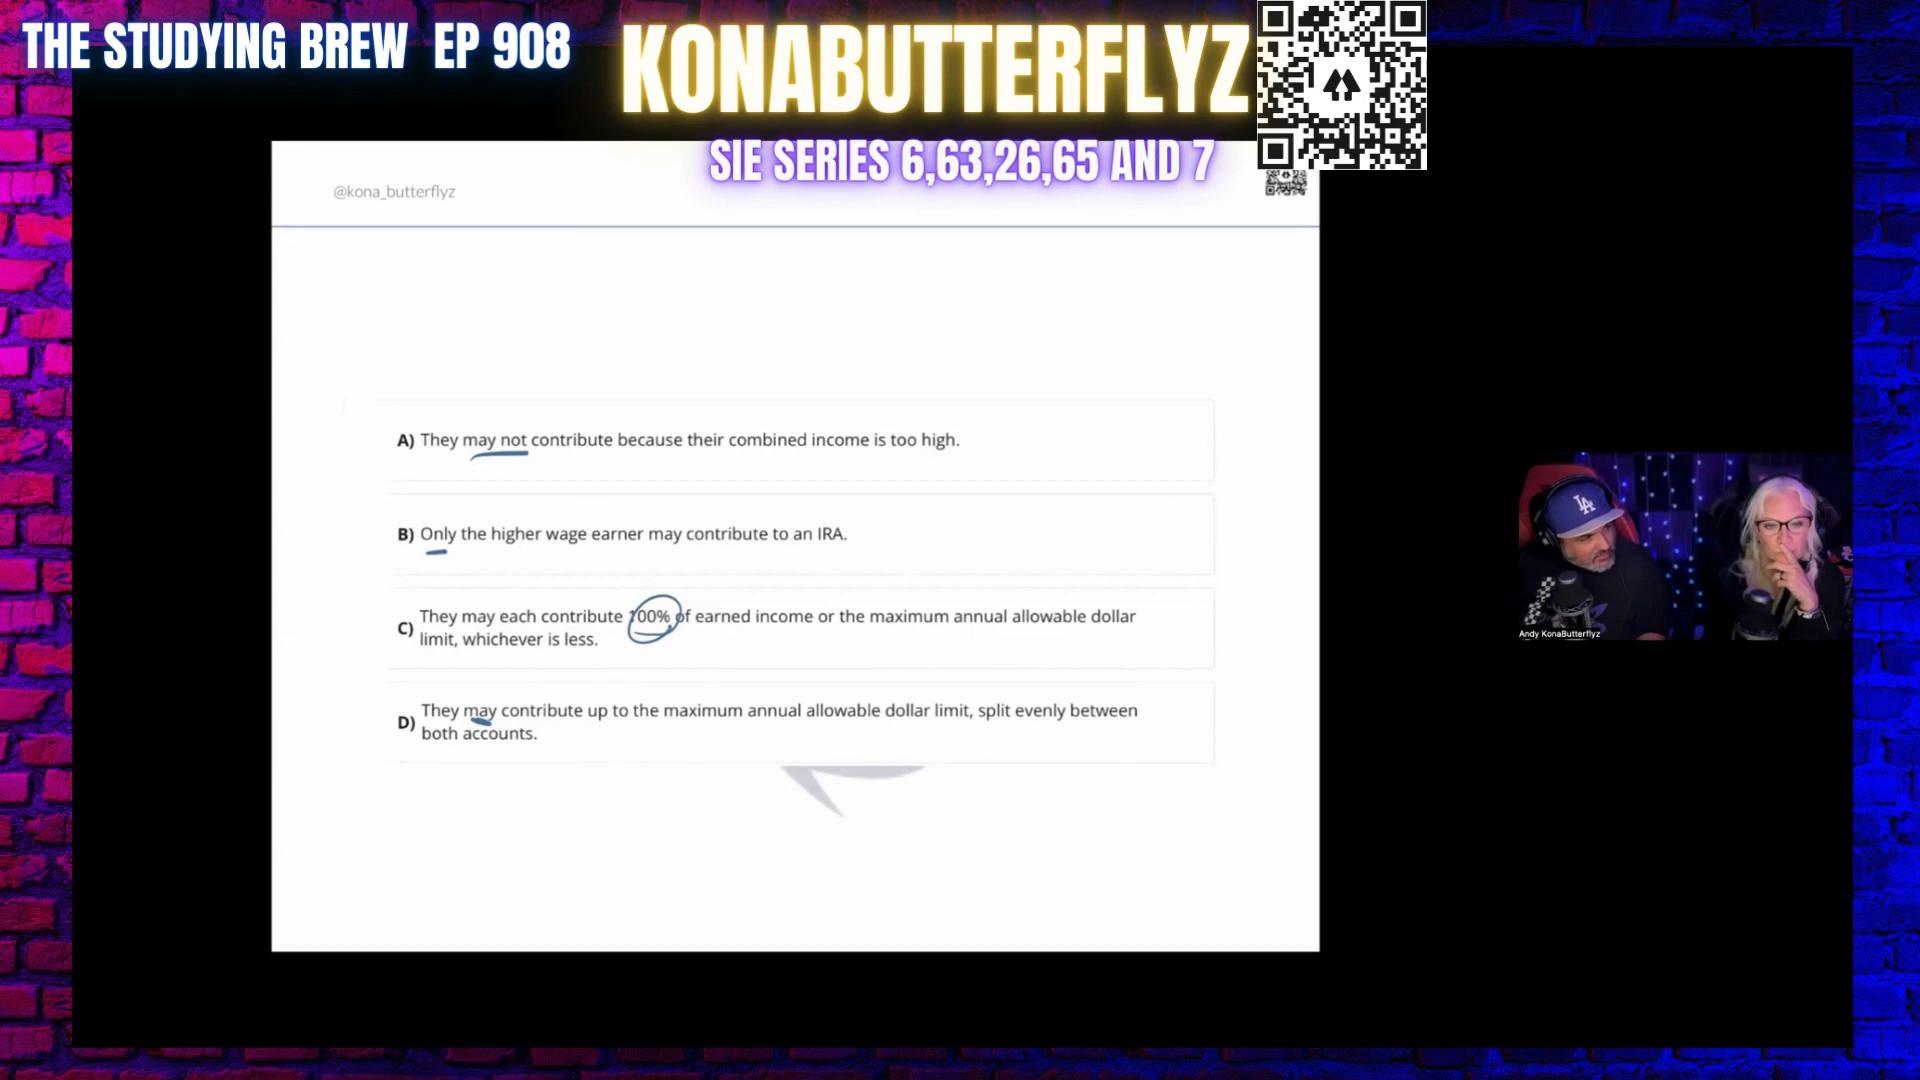 THE STUDYING BREW EP 908
KONABUTTERFLYZ
SIE SERIES 6,63,26,65 AND 7
@kona_butterflyz
A) They may not contribute because their combined income is too high.
B) Only the higher wage earner may contribute to an IRA.
C) They may each contribute 100% of earned income or the maximum annual allowable dollar
limit, whichever is less.
D) They may contribute up to the maximum annual allowable dollar limit, split evenly between
both accounts.
LA
Andy KonaButterflyz